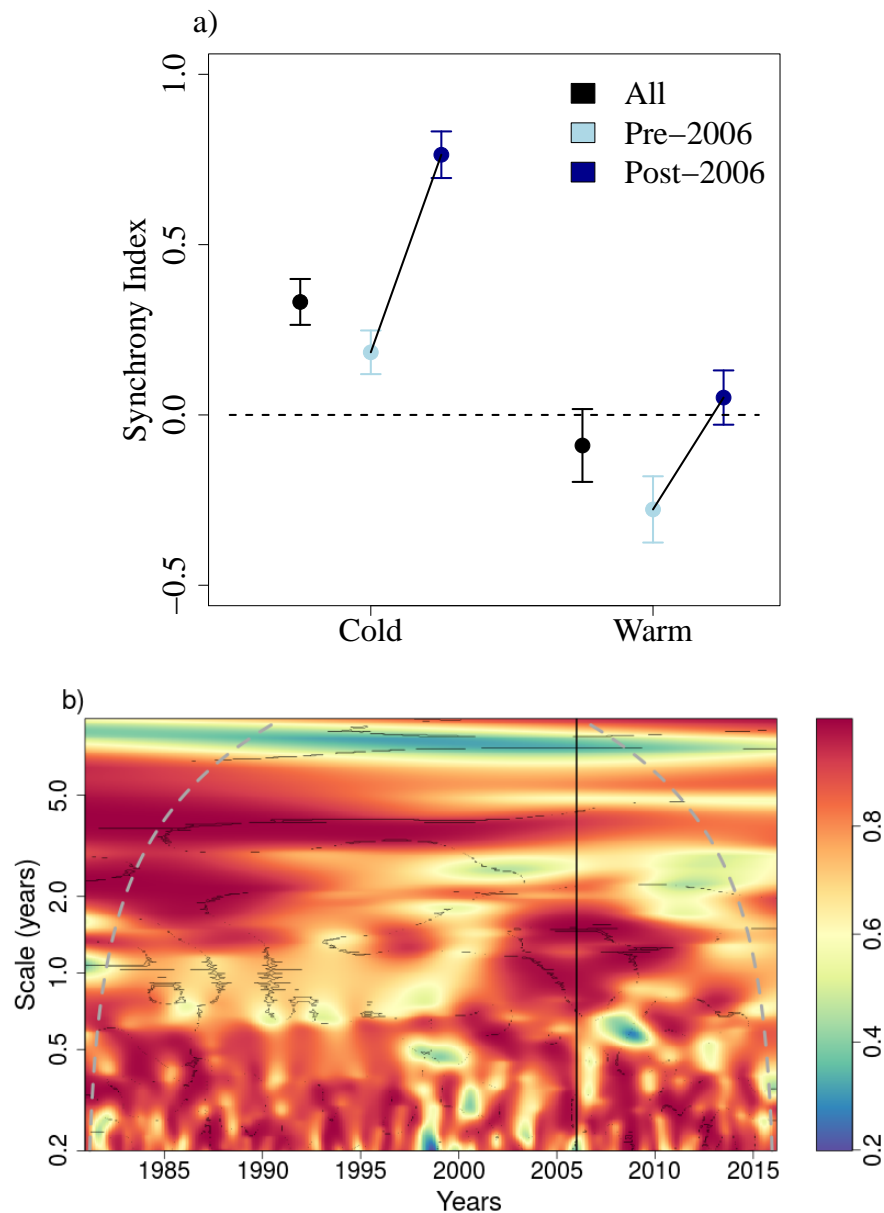 a)
1.0
0.5
0.0
−0.5
Synchrony Index
All
Pre−2006
Post−2006
Cold Warm
b)
5.0
2.0
1.0
0.5
0.2
Scale (years)
1985 1990 1995 2000 2005 2010 2015
Years
0.8
0.6
0.4
0.2